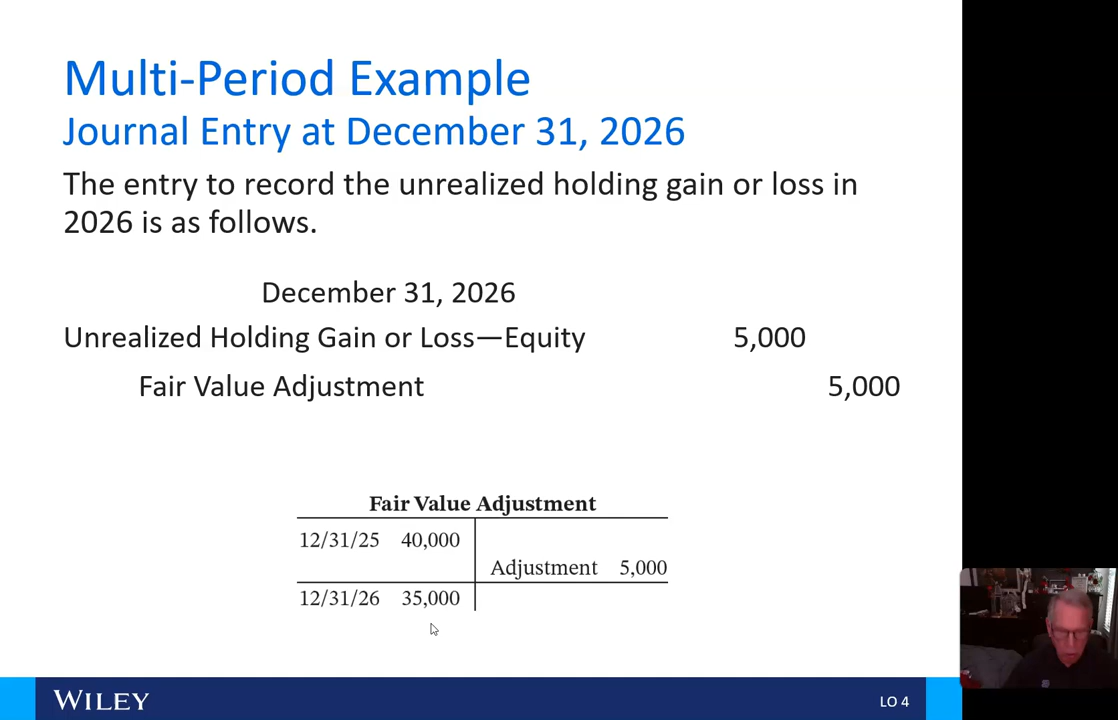 Multi-Period Example
Journal Entry at December 31, 2026
The entry to record the unrealized holding gain or loss in
2026 is as follows.
December 31, 2026
Unrealized Holding Gain or Loss—Equity 5,000
Fair Value Adjustment 5,000
Fair Value Adjustment
12/31/25 40,000
Adjustment 5,000
12/31/26 35,000
WILEY LO 4